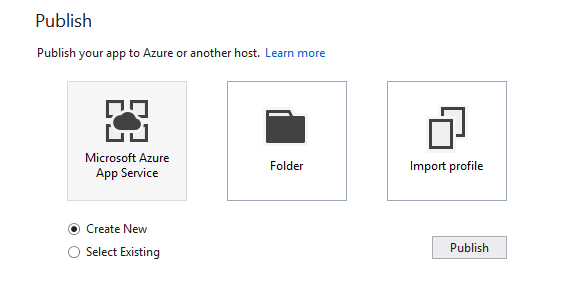 Publish
Publish your app to Azure or another host. Learn more
Microsoft Azure
App Service
Folder
Import profile
Create New
Select Existing
Publish